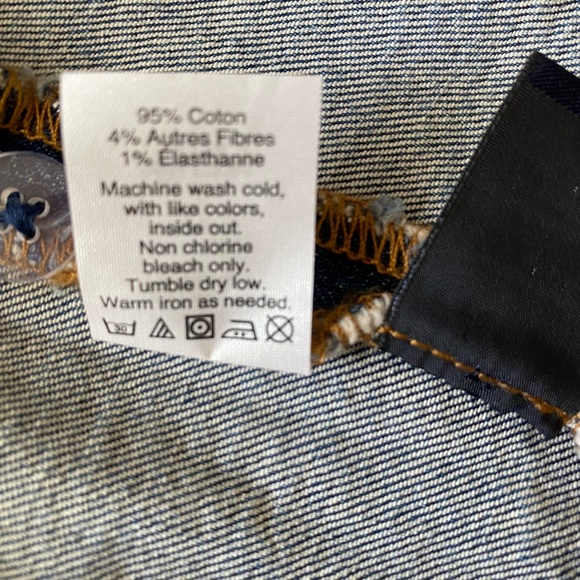 95% Coton
4% Autres Fibres
1% Élasthanne
Machine wash cold,
with like colors,
inside out.
Non chlorine
bleach only.
Tumble dry low.
Warm iron as needed.
30